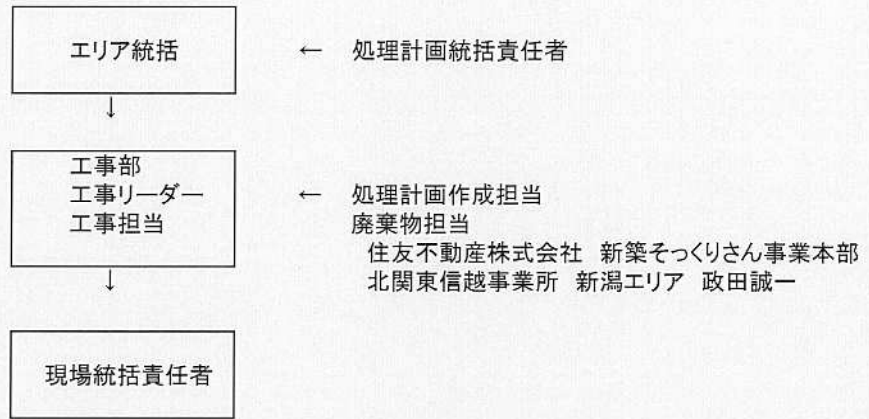 エリア統括 ← 処理計画統括責任者
↓
工事部
工事リーダー ← 処理計画作成担当
工事担当 廃棄物担当
住友不動産株式会社 新築そっくりさん事業本部
北関東信越事業所 新潟エリア 政田誠一
↓
現場統括責任者